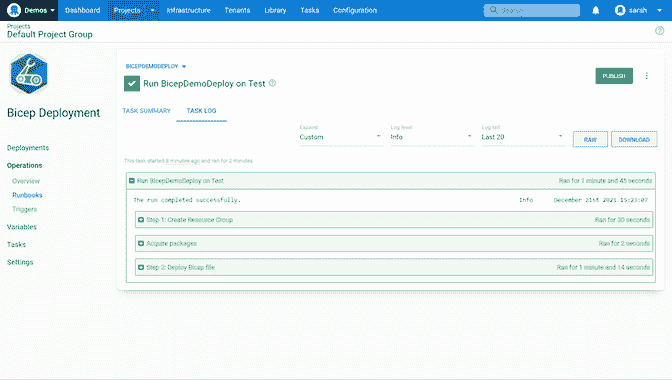 Demos Dashboard Projects Infrastructure Tenants Library Tasks Configuration Search sarah
Projects
Default Project Group
Bicep Deployment
Deployments
Operations
Overview
Runbooks
Triggers
Variables
Tasks
Settings
BICEPDEMODEPLOY
Run BicepDemoDeploy on Test
PUBLISH
TASK SUMMARY TASK LOG
Expand Log level Log tail
Custom Info Last 20 RAW DOWNLOAD
This task started 8 minutes ago and ran for 2 minutes
Run BicepDemoDeploy on Test Ran for 1 minute and 45 seconds
The run completed successfully. Info December 21st 2021 15:23:07
Step 1: Create Resource Group Ran for 30 seconds
Acquire packages Ran for 2 seconds
Step 2: Deploy Bicep file Ran for 1 minute and 14 seconds